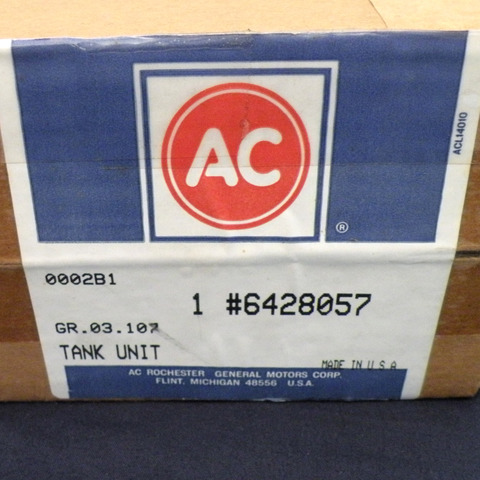 AC
®
ACL14010
0002B1
1 #6428057
GR.03.107
TANK UNIT
MADE IN U S A
AC ROCHESTER GENERAL MOTORS CORP.
FLINT, MICHIGAN 48556 U.S.A.